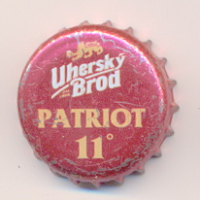 Uherský
Brod
PATRIOT
11°